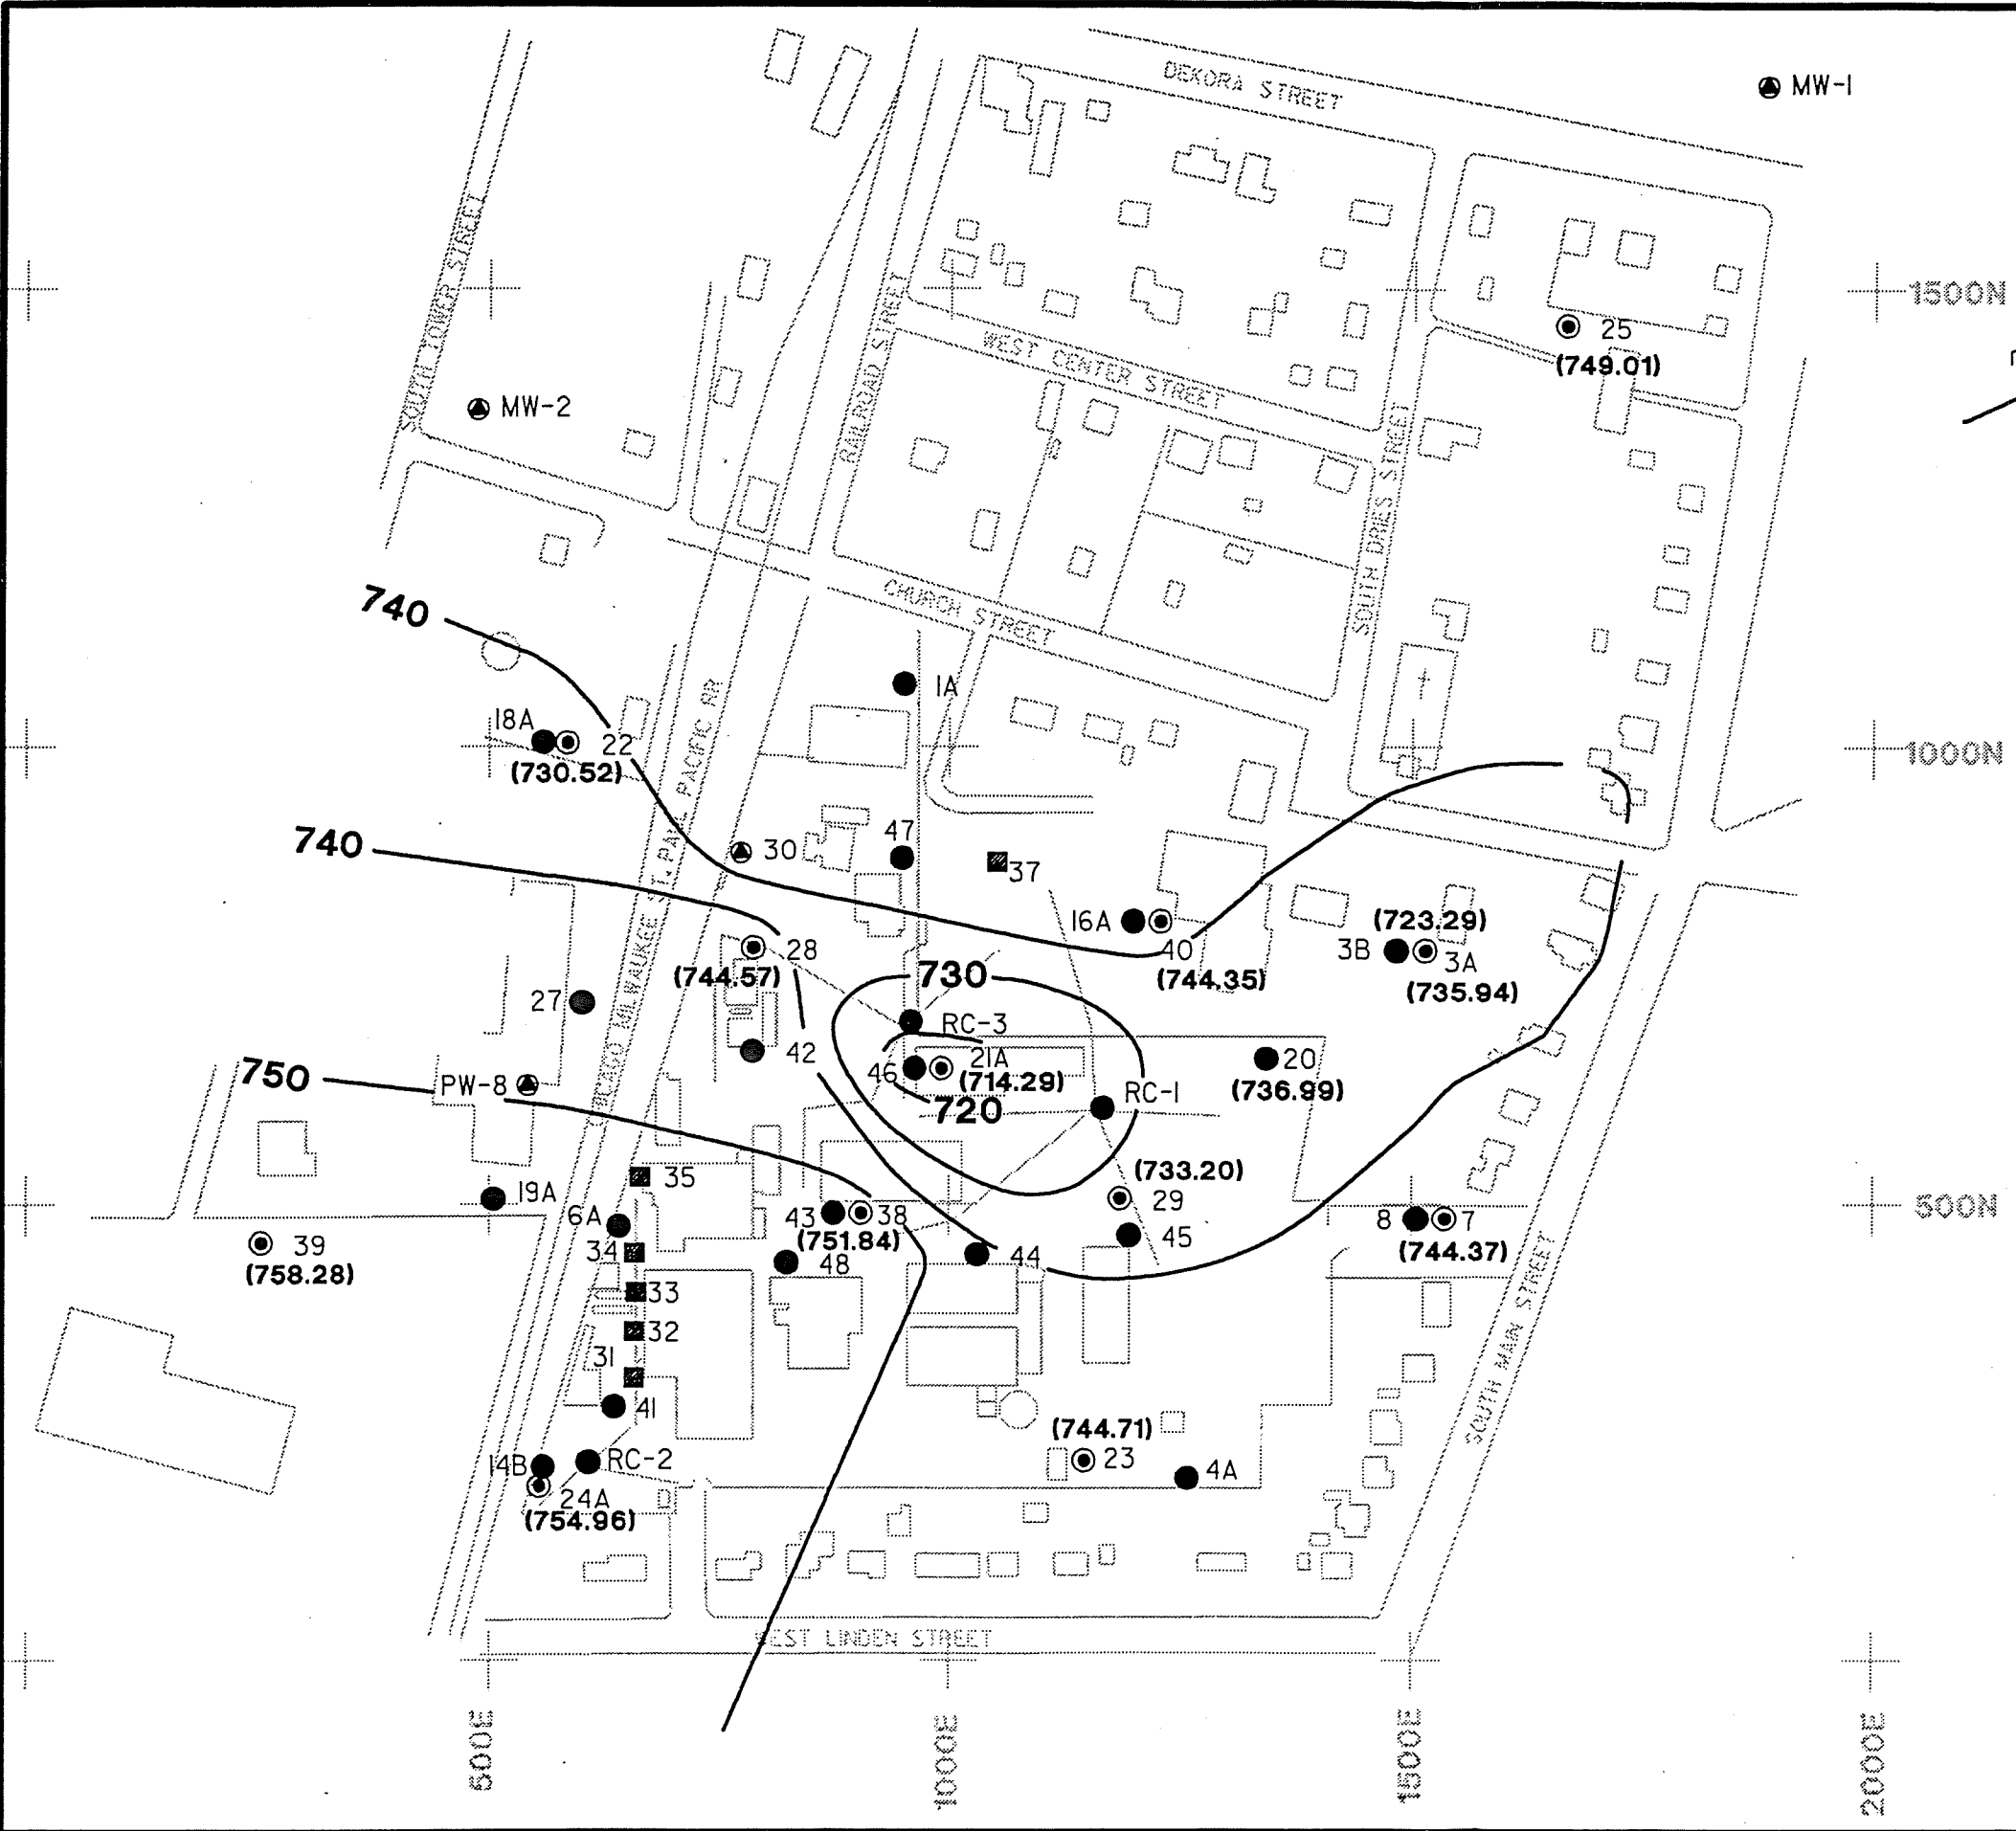 DEKORA STREET
MW-1
SOUTH LOWER STREET
1500N
25
(749.01)
RAILROAD STREET
WEST CENTER STREET
MW-2
SOUTH DRIES STREET
740
CHURCH STREET
1A
18A
22
(730.52)
1000N
740
30
47
37
CHICAGO MILWAUKEE ST. PAUL PACIFIC RR
16A
40
(744.35)
(723.29)
3B
3A
(735.94)
28
(744.57)
730
27
RC-3
42
21A
46
(714.29)
720
20
(736.99)
750
PW-8
RC-1
35
(733.20)
29
19A
6A
43
38
(751.84)
45
8
7
(744.37)
500N
39
(758.28)
34
48
44
33
32
31
41
SOUTH MAIN STREET
(744.71)
23
14B
RC-2
4A
24A
(754.96)
WEST LINDEN STREET
500E
1000E
1500E
2000E